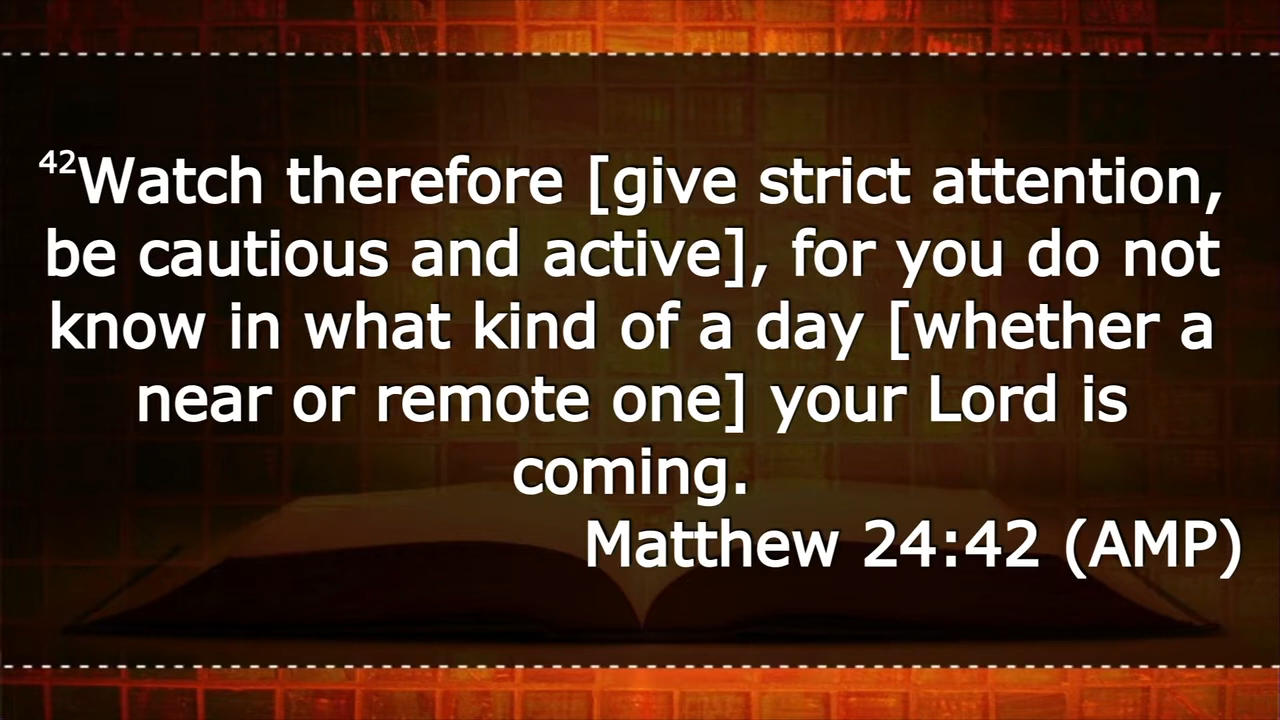 42Watch therefore [give strict attention,
be cautious and active], for you do not
know in what kind of a day [whether a
near or remote one] your Lord is
coming.
Matthew 24:42 (AMP)